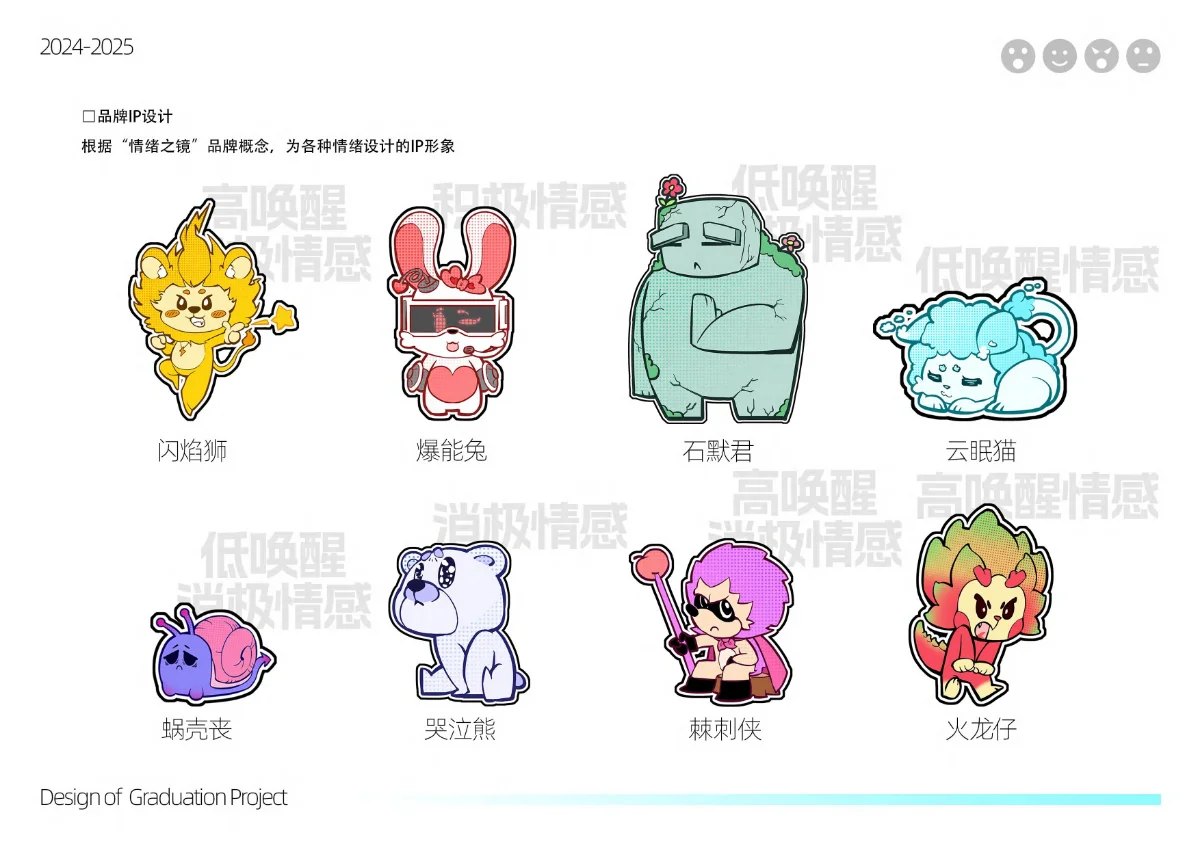 2024-2025
□品牌IP设计
根据“情绪之镜”品牌概念，为各种情绪设计的IP形象
高唤醒
极情感
积极情感
低唤醒
极情感
低唤醒情感
闪焰狮
爆能兔
石默君
云眠猫
低唤醒
消极情感
消极情感
高唤醒
消极情感
高唤醒情感
蜗壳丧
哭泣熊
棘刺侠
火龙仔
Design of Graduation Project